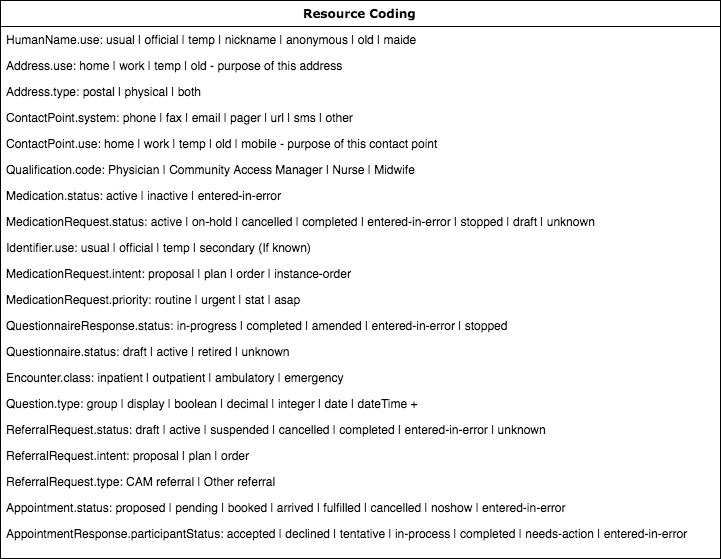 Resource Coding
HumanName.use: usual | official | temp | nickname | anonymous | old | maide
Address.use: home | work | temp | old - purpose of this address
Address.type: postal | physical | both
ContactPoint.system: phone | fax | email | pager | url | sms | other
ContactPoint.use: home | work | temp | old | mobile - purpose of this contact point
Qualification.code: Physician | Community Access Manager | Nurse | Midwife
Medication.status: active | inactive | entered-in-error
MedicationRequest.status: active | on-hold | cancelled | completed | entered-in-error | stopped | draft | unknown
Identifier.use: usual | official | temp | secondary (If known)
MedicationRequest.intent: proposal | plan | order | instance-order
MedicationRequest.priority: routine | urgent | stat | asap
QuestionnaireResponse.status: in-progress | completed | amended | entered-in-error | stopped
Questionnaire.status: draft | active | retired | unknown
Encounter.class: inpatient | outpatient | ambulatory | emergency
Question.type: group | display | boolean | decimal | integer | date | dateTime +
ReferralRequest.status: draft | active | suspended | cancelled | completed | entered-in-error | unknown
ReferralRequest.intent: proposal | plan | order
ReferralRequest.type: CAM referral | Other referral
Appointment.status: proposed | pending | booked | arrived | fulfilled | cancelled | noshow | entered-in-error
AppointmentResponse.participantStatus: accepted | declined | tentative | in-process | completed | needs-action | entered-in-error